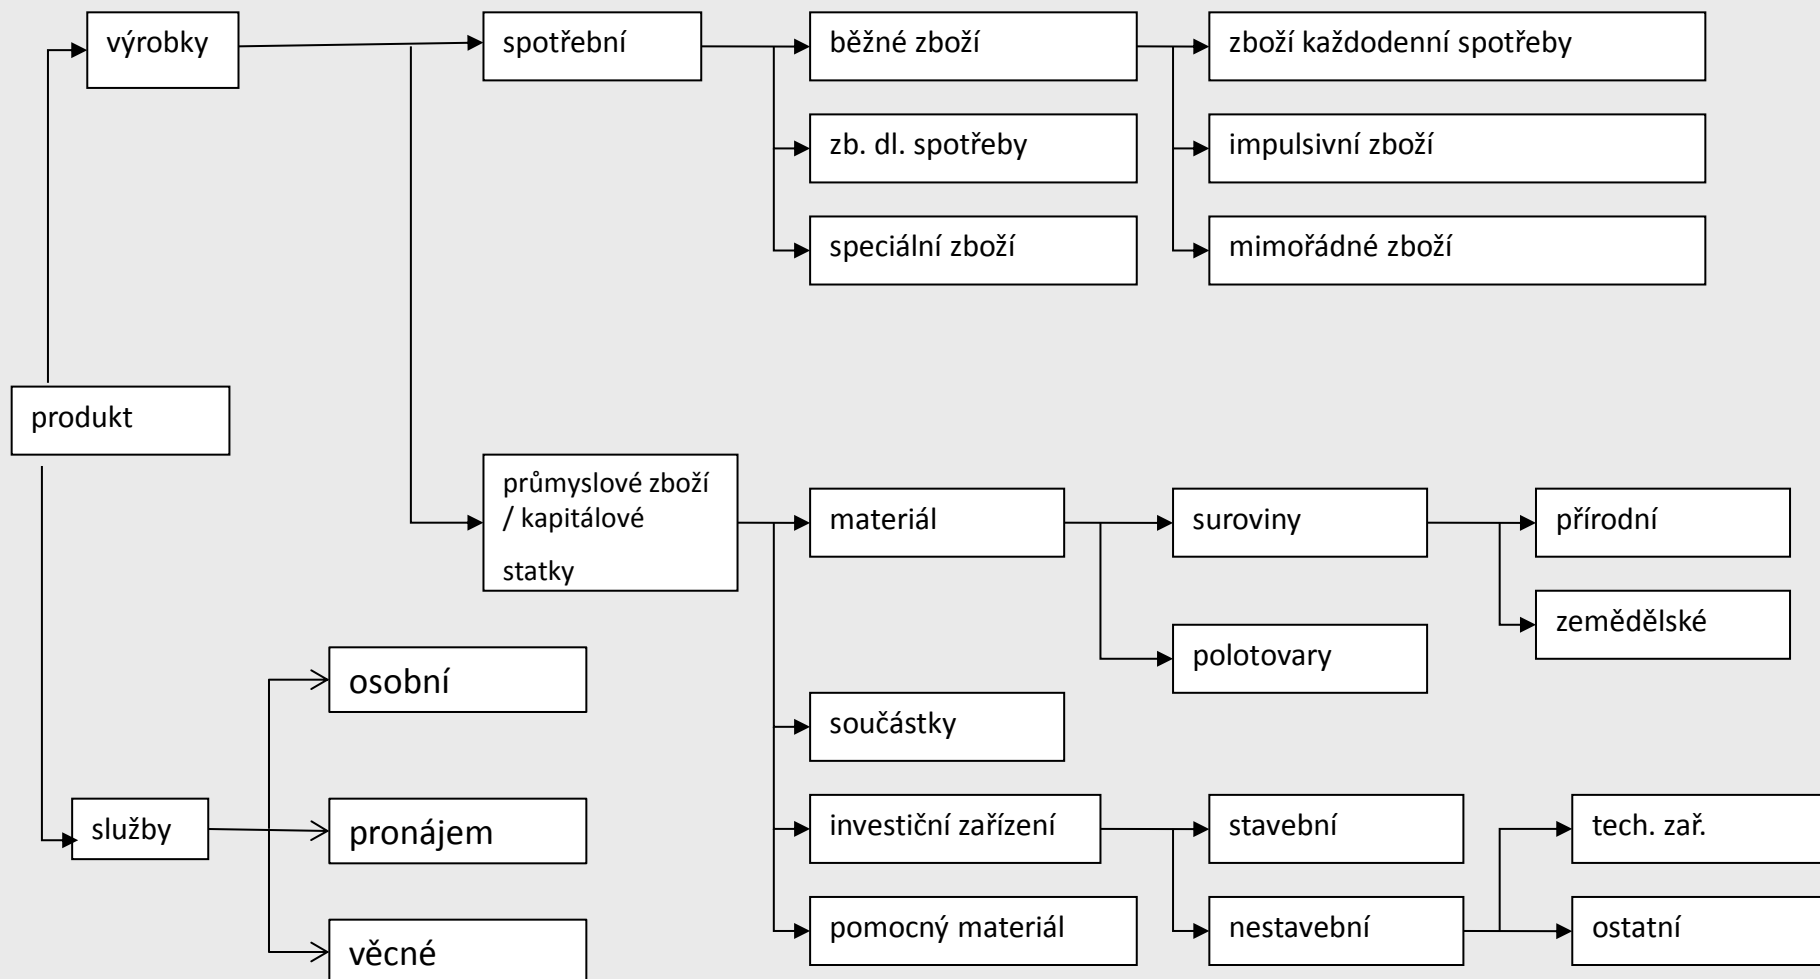 výrobky
spotřební
běžné zboží
zboží každodenní spotřeby
zb. dl. spotřeby
impulsivní zboží
speciální zboží
mimořádné zboží
produkt
průmyslové zboží
/ kapitálové
statky
materiál
suroviny
přírodní
zemědělské
polotovary
osobní
součástky
služby
pronájem
investiční zařízení
stavební
tech. zař.
pomocný materiál
nestavební
ostatní
věcné